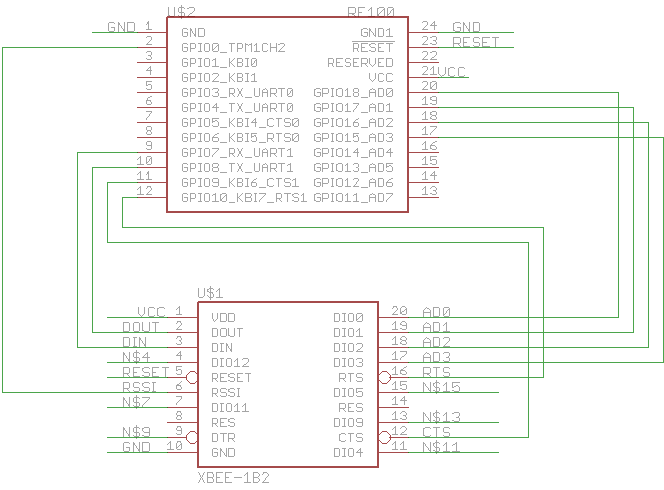 U$2 RF100
GND 1 GND GND1 24 GND
2 GPIO0_TPM1CH2 RESET 23 RESET
3 GPIO1_KBI0 RESERVED 22
4 GPIO2_KBI1 VCC 21 VCC
5 GPIO3_RX_UART0 GPIO18_AD0 20
6 GPIO4_TX_UART0 GPIO17_AD1 19
7 GPIO5_KBI4_CTS0 GPIO16_AD2 18
8 GPIO6_KBI5_RTS0 GPIO15_AD3 17
9 GPIO7_RX_UART1 GPIO14_AD4 16
10 GPIO8_TX_UART1 GPIO13_AD5 15
11 GPIO9_KBI6_CTS1 GPIO12_AD6 14
12 GPIO10_KBI7_RTS1 GPIO11_AD7 13
U$1
VCC 1 VDD DIO0 20 AD0
DOUT 2 DOUT DIO1 19 AD1
DIN 3 DIN DIO2 18 AD2
N$4 4 DIO12 DIO3 17 AD3
RESET 5 RESET RTS 16 RTS
RSSI 6 RSSI DIO5 15 N$15
N$7 7 DIO11 RES 14
8 RES DIO9 13 N$13
N$9 9 DTR CTS 12 CTS
GND 10 GND DIO4 11 N$11
XBEE-1B2